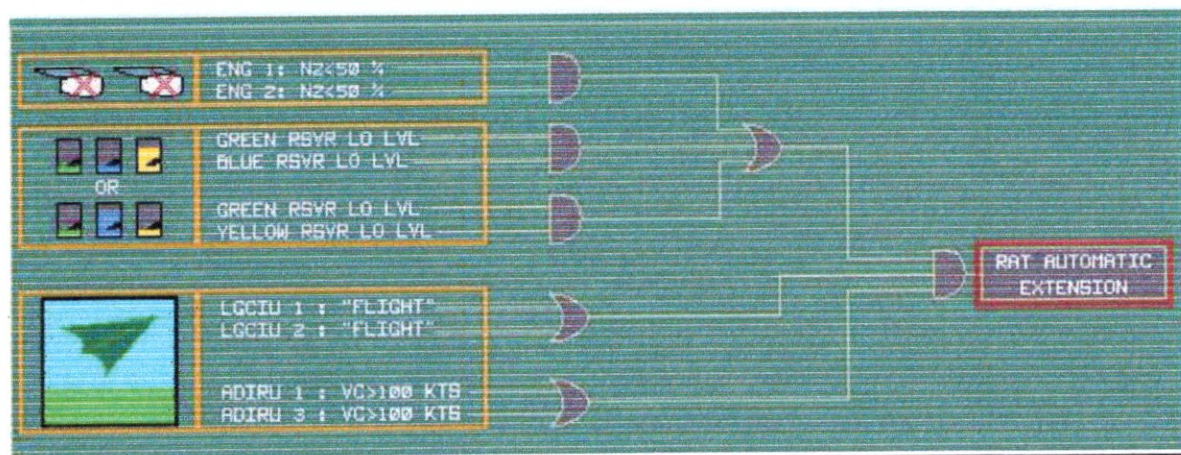 ENG 1: N2<50 %
ENG 2: N2<50 %
GREEN RSVR LO LVL
BLUE RSVR LO LVL
OR
GREEN RSVR LO LVL
YELLOW RSVR LO LVL
LGCIU 1 : "FLIGHT"
LGCIU 2 : "FLIGHT"
ADIRU 1 : VC>100 KTS
ADIRU 3 : VC>100 KTS
RAT AUTOMATIC
EXTENSION